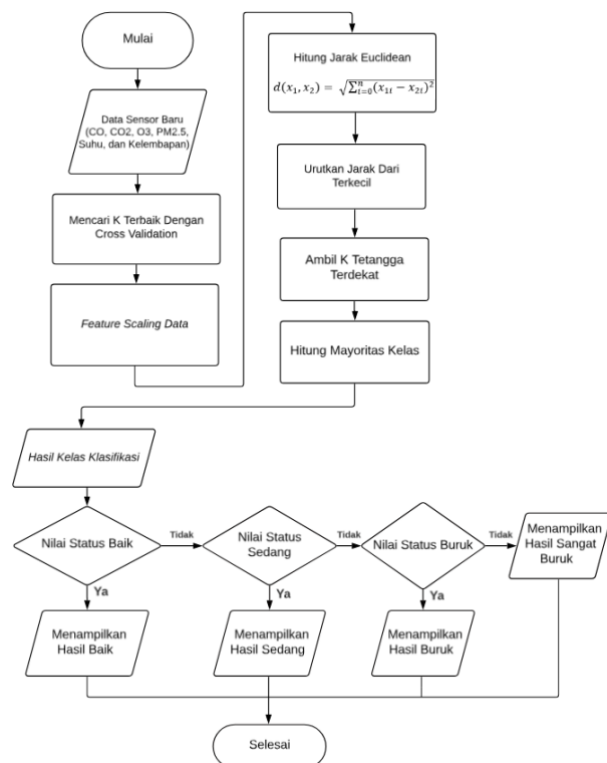 Mulai
Data Sensor Baru
(CO, CO2, O3, PM2.5,
Suhu, dan Kelembapan)
Mencari K Terbaik Dengan
Cross Validation
Feature Scaling Data
Hitung Jarak Euclidean
d(x₁, x₂) = √∑ⁿₜ₌₀(x₁ₜ − x₂ₜ)²
Urutkan Jarak Dari
Terkecil
Ambil K Tetangga
Terdekat
Hitung Mayoritas Kelas
Hasil Kelas Klasifikasi
Nilai Status Baik
Tidak
Nilai Status
Sedang
Tidak
Nilai Status Buruk
Tidak
Menampilkan
Hasil Sangat
Buruk
Ya
Ya
Ya
Menampilkan
Hasil Baik
Menampilkan
Hasil Sedang
Menampilkan
Hasil Buruk
Selesai